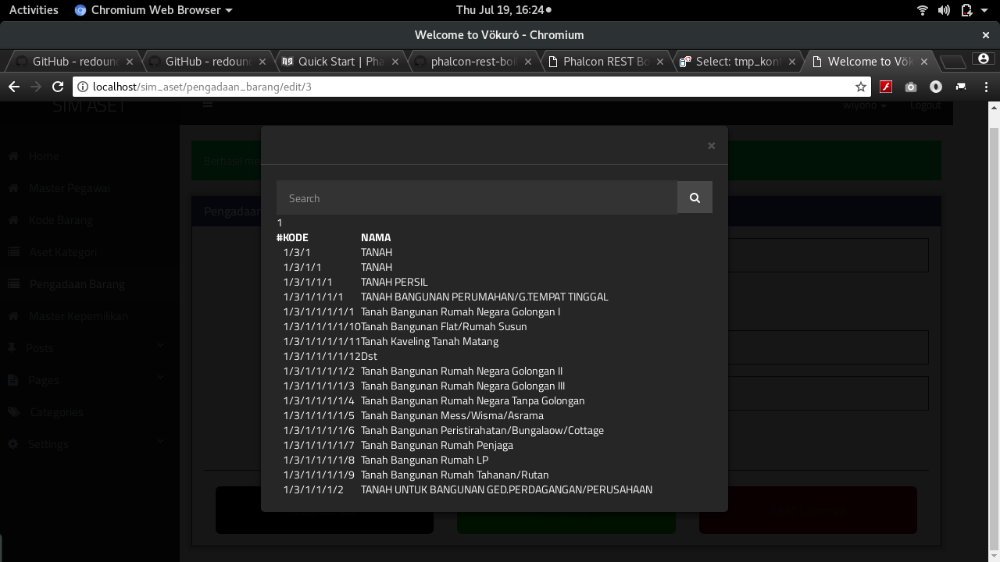 Activities Chromium Web Browser Thu Jul 19, 16:24
Welcome to Vökuró - Chromium
GitHub - redound
GitHub - redound
Quick Start | Pha
phalcon-rest-boil
Phalcon REST Bo
Select: tmp_kont
Welcome to Vök
localhost/sim_aset/pengadaan_barang/edit/3
SIM ASET
wiyono
Logout
Home
Master Pegawai
Kode Barang
Aset Kategori
Pengadaan Barang
Master Kepemilikan
Posts
Pages
Categories
Settings
Berhasil me
Pengadaan
×
Search
1
#KODE NAMA
1/3/1 TANAH
1/3/1/1 TANAH
1/3/1/1/1 TANAH PERSIL
1/3/1/1/1/1 TANAH BANGUNAN PERUMAHAN/G.TEMPAT TINGGAL
1/3/1/1/1/1/1 Tanah Bangunan Rumah Negara Golongan I
1/3/1/1/1/1/10 Tanah Bangunan Flat/Rumah Susun
1/3/1/1/1/1/11 Tanah Kaveling Tanah Matang
1/3/1/1/1/1/12 Dst
1/3/1/1/1/1/2 Tanah Bangunan Rumah Negara Golongan II
1/3/1/1/1/1/3 Tanah Bangunan Rumah Negara Golongan III
1/3/1/1/1/1/4 Tanah Bangunan Rumah Negara Tanpa Golongan
1/3/1/1/1/1/5 Tanah Bangunan Mess/Wisma/Asrama
1/3/1/1/1/1/6 Tanah Bangunan Peristirahatan/Bungalaow/Cottage
1/3/1/1/1/1/7 Tanah Bangunan Rumah Penjaga
1/3/1/1/1/1/8 Tanah Bangunan Rumah LP
1/3/1/1/1/1/9 Tanah Bangunan Rumah Tahanan/Rutan
1/3/1/1/1/2 TANAH UNTUK BANGUNAN GED.PERDAGANGAN/PERUSAHAAN